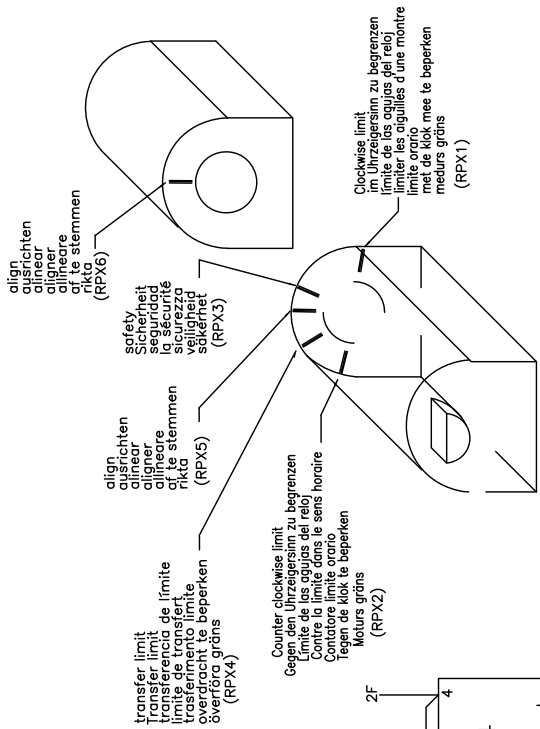 align
ausrichten
alinear
aligner
allineare
af te stemmen
rikta
(RPX6)
safety
Sicherheit
seguridad
la sécurité
sicurezza
veiligheid
säkerhet
(RPX3)
align
ausrichten
alinear
aligner
allineare
af te stemmen
rikta
(RPX5)
transfer limit
Transfer limit
transferencia de límite
limite de transfert
trasferimento limite
overdracht te beperken
överföra gräns
(RPX4)
Clockwise limit
im Uhrzeigersinn zu begrenzen
límite de las agujas del reloj
limiter les aiguilles d'une montre
limite orario
met de klok mee te beperken
medurs gräns
(RPX1)
Counter clockwise limit
Gegen den Uhrzeigersinn zu begrenzen
Límite de las agujas del reloj
Contre la limite dans le sens horaire
Contatore limite orario
Tegen de klok te beperken
Moturs gräns
(RPX2)
2F
4